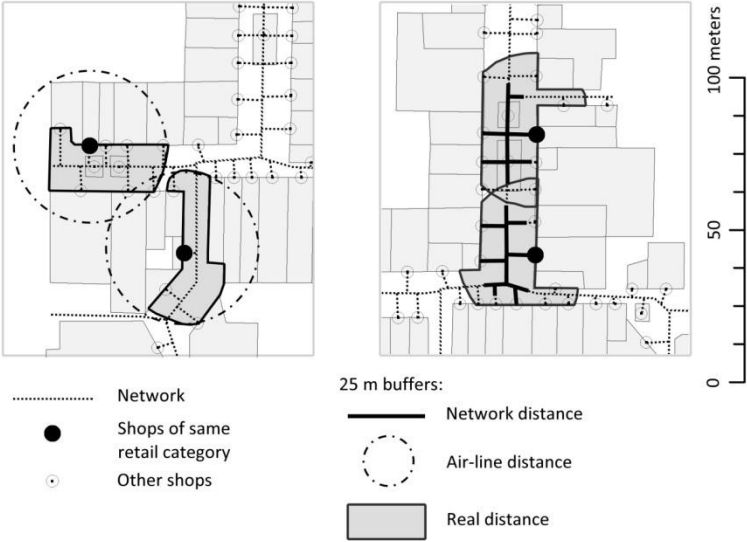 100 meters
50
0
Network
Shops of same
retail category
Other shops
25 m buffers:
Network distance
Air-line distance
Real distance